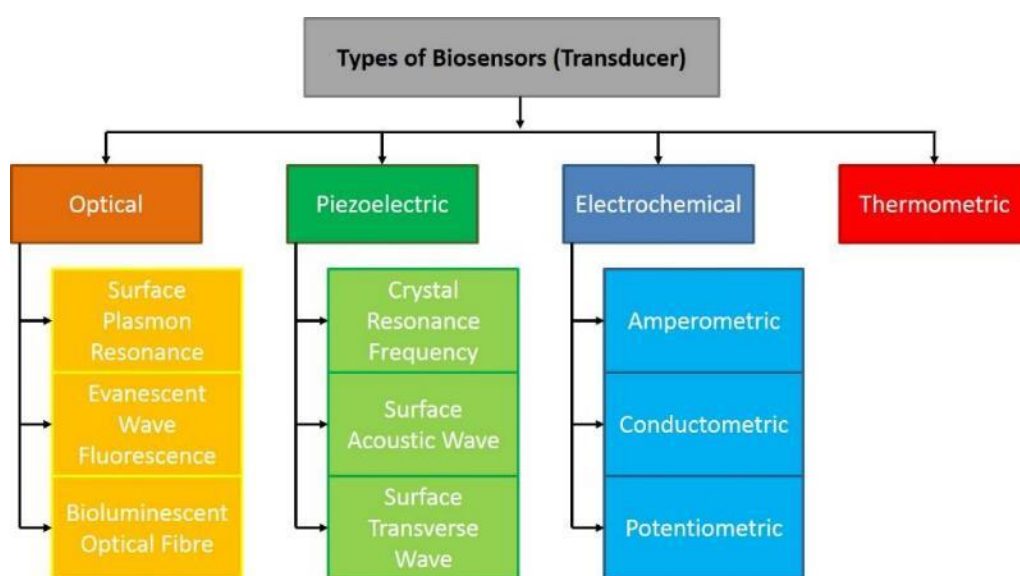 Types of Biosensors (Transducer)
Optical
Piezoelectric
Electrochemical
Thermometric
Surface
Plasmon
Resonance
Evanescent
Wave
Fluorescence
Bioluminescent
Optical Fibre
Crystal
Resonance
Frequency
Surface
Acoustic Wave
Surface
Transverse
Wave
Amperometric
Conductometric
Potentiometric